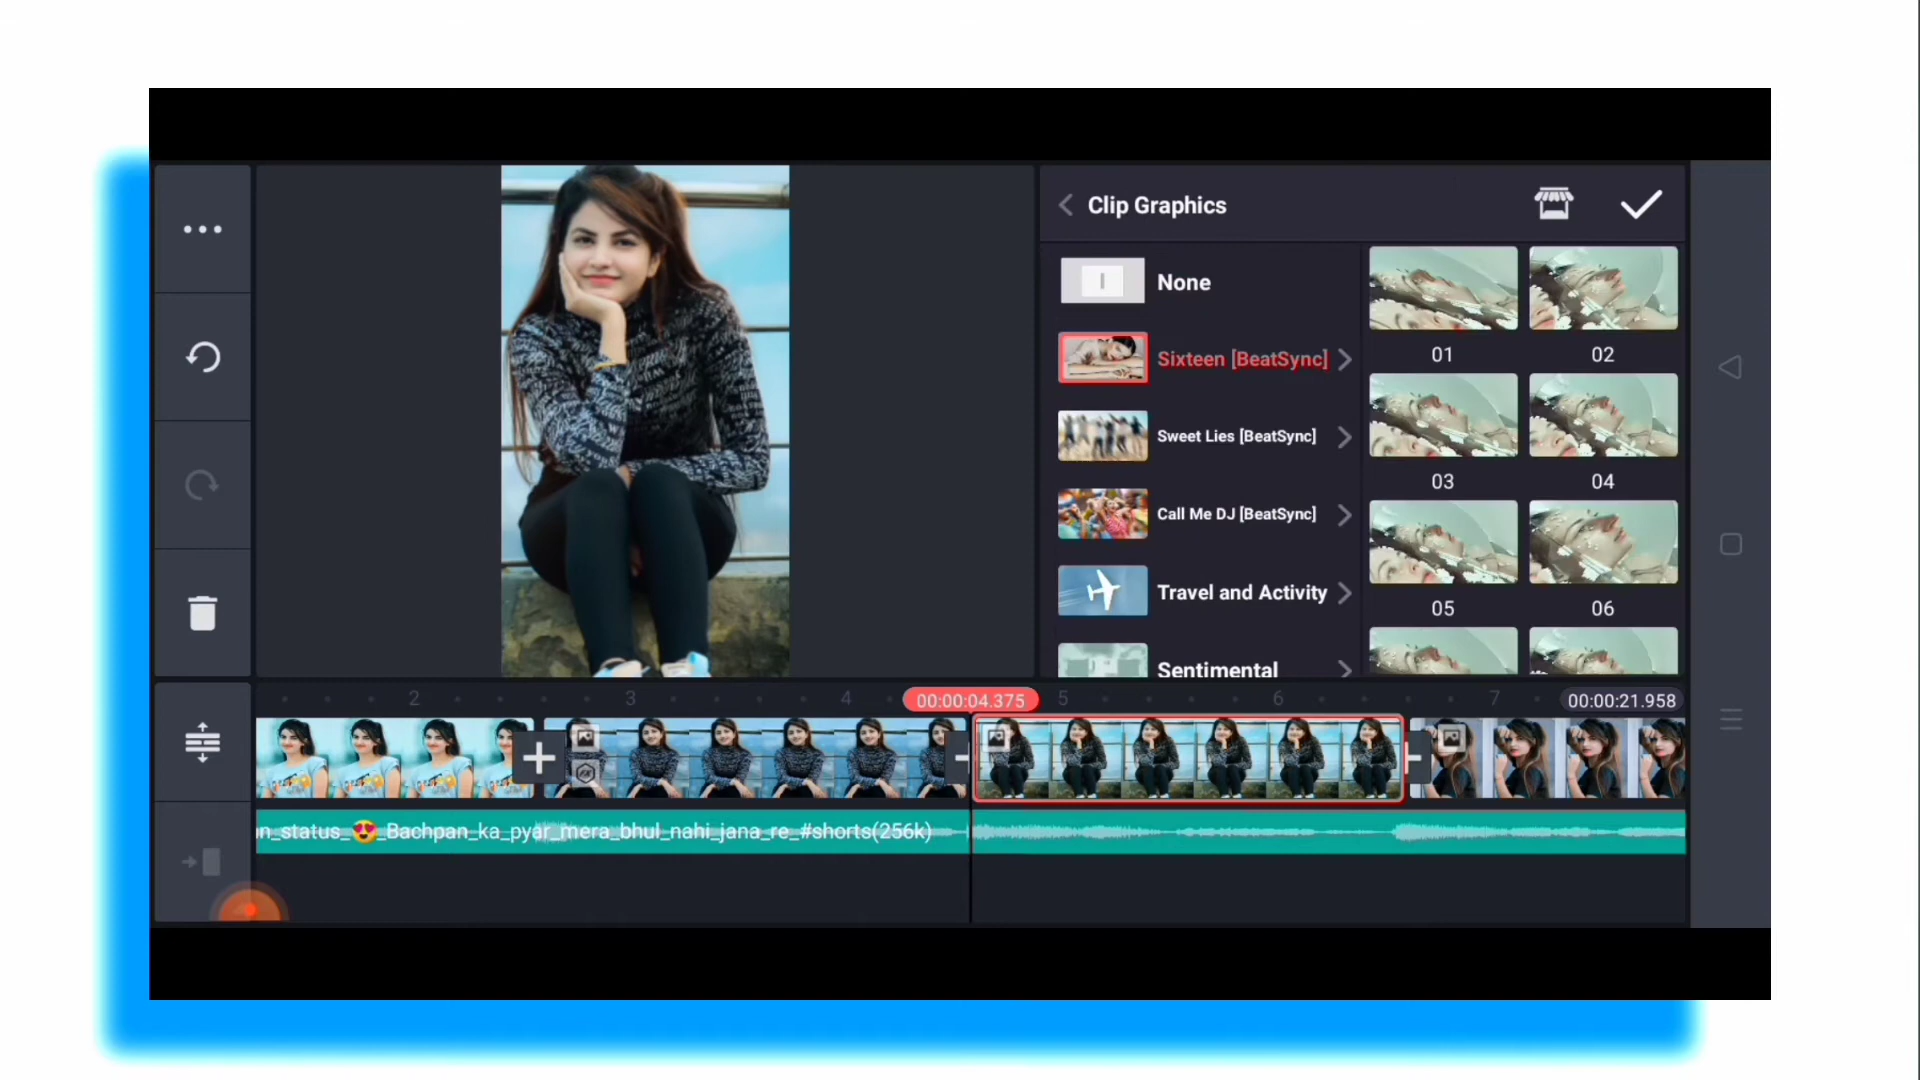 Clip Graphics
None
Sixteen [BeatSync]
Sweet Lies [BeatSync]
Call Me DJ [BeatSync]
Travel and Activity
Sentimental
01
02
03
04
05
06
2
3
4
00:00:04.375
5
6
7
00:00:21.958
n_status_😍_Bachpan_ka_pyar_mera_bhul_nahi_jana_re_#shorts(256k)